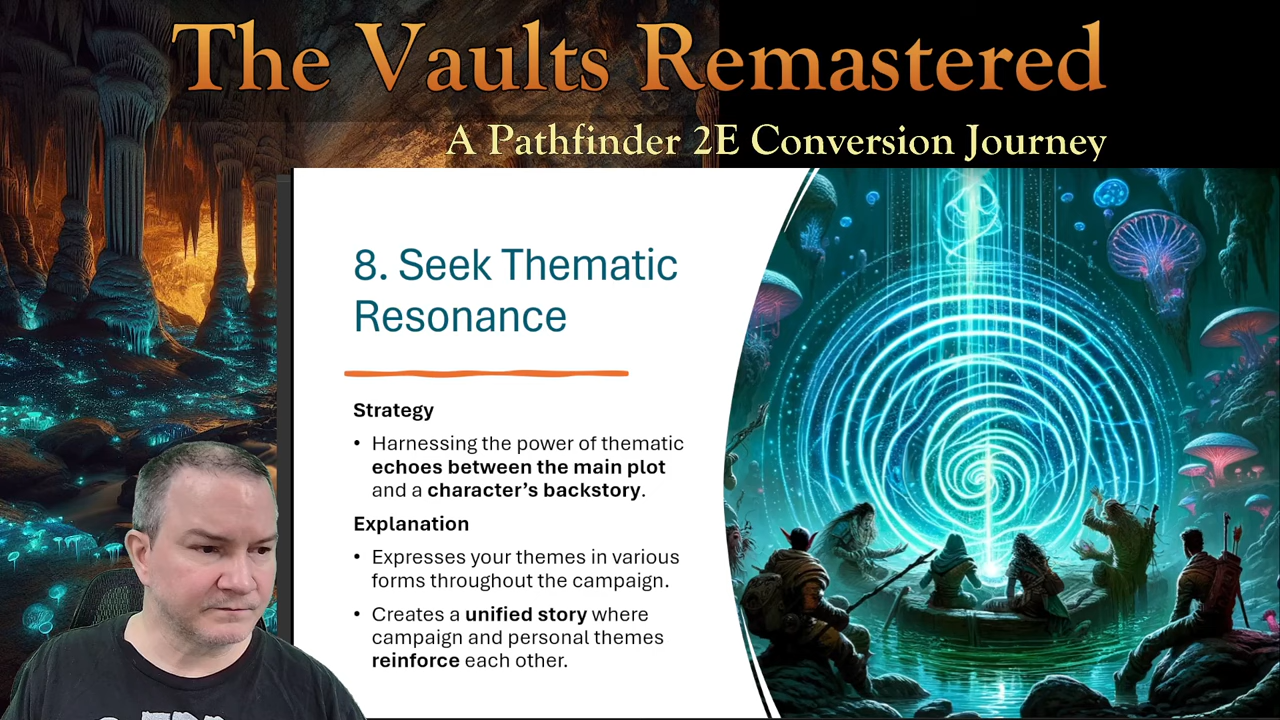 The Vaults Remastered
A Pathfinder 2E Conversion Journey
8. Seek Thematic
Resonance
Strategy
• Harnessing the power of thematic
echoes between the main plot
and a character’s backstory.
Explanation
• Expresses your themes in various
forms throughout the campaign.
• Creates a unified story where
campaign and personal themes
reinforce each other.